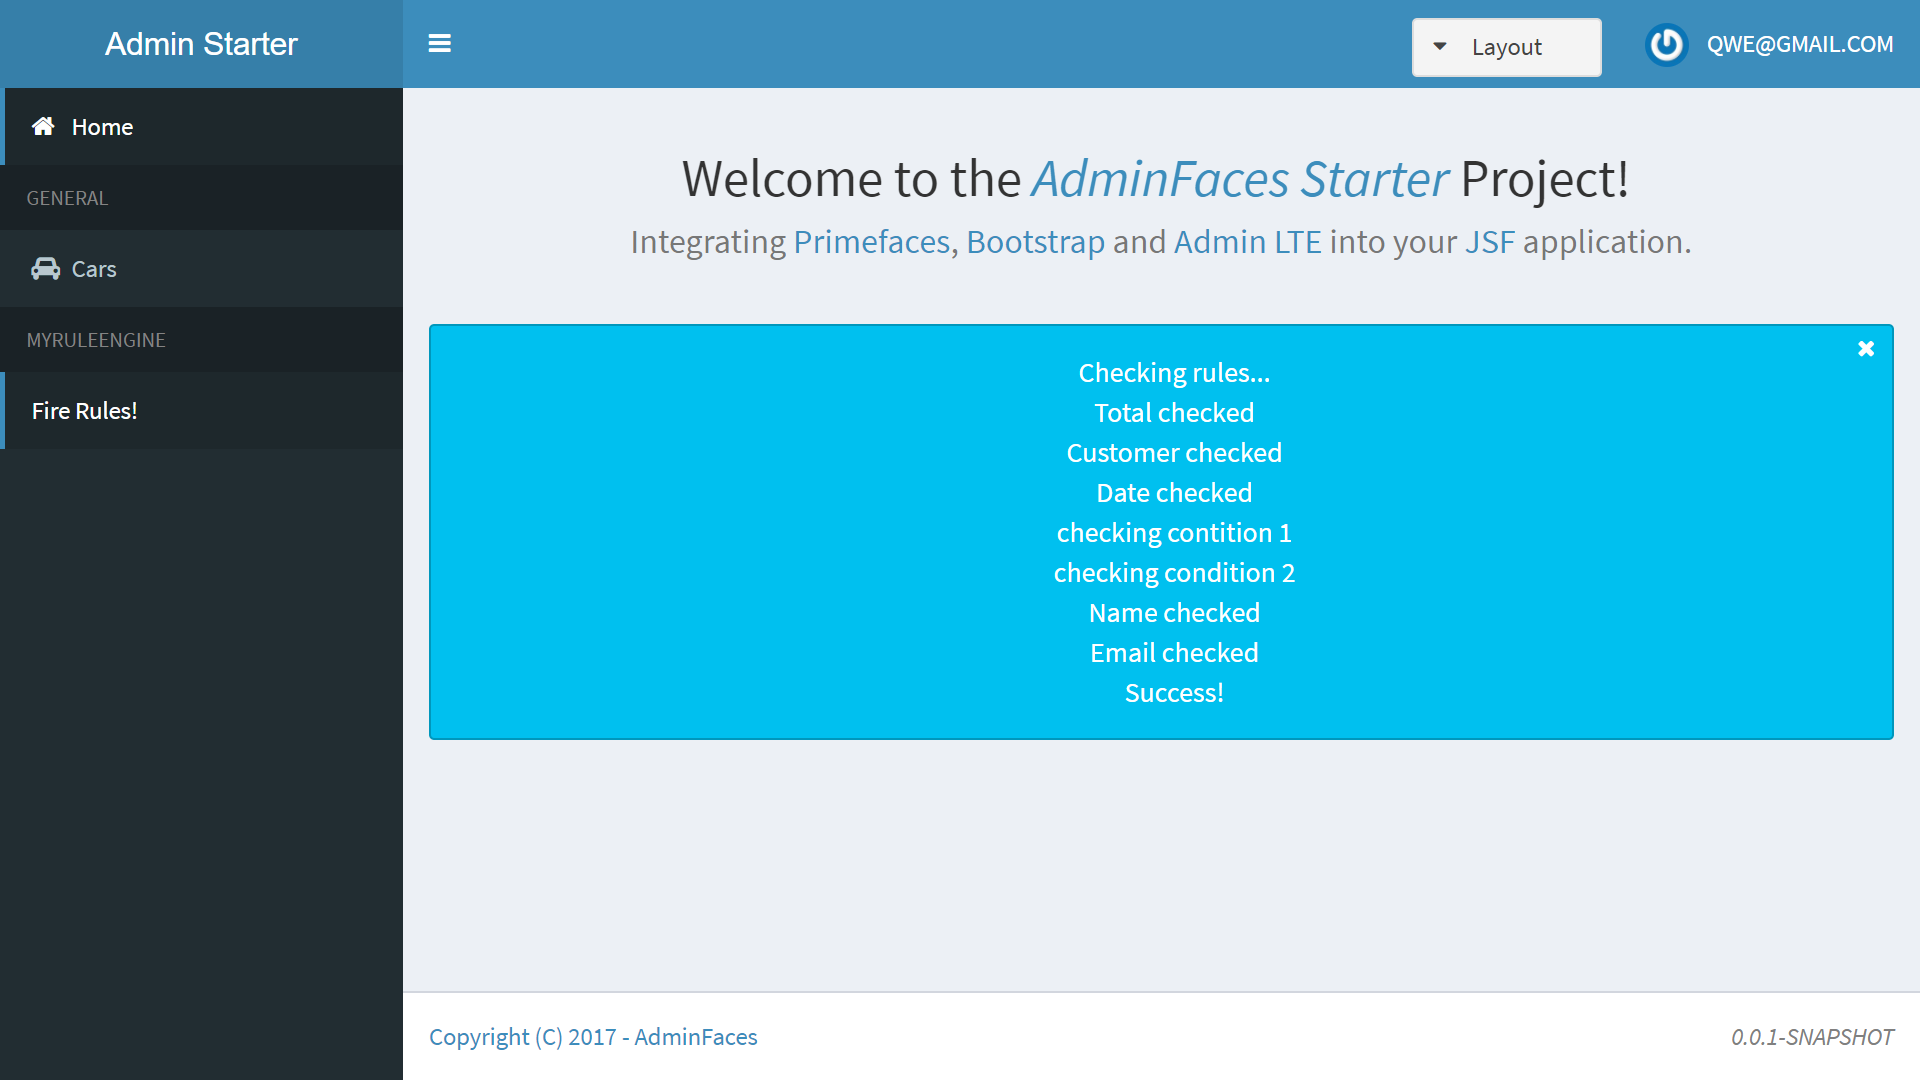 Admin Starter
Layout
QWE@GMAIL.COM
Home
GENERAL
Cars
MYRULEENGINE
Fire Rules!
Welcome to the AdminFaces Starter Project!
Integrating Primefaces, Bootstrap and Admin LTE into your JSF application.
Checking rules...
Total checked
Customer checked
Date checked
checking contition 1
checking condition 2
Name checked
Email checked
Success!
Copyright (C) 2017 - AdminFaces
0.0.1-SNAPSHOT